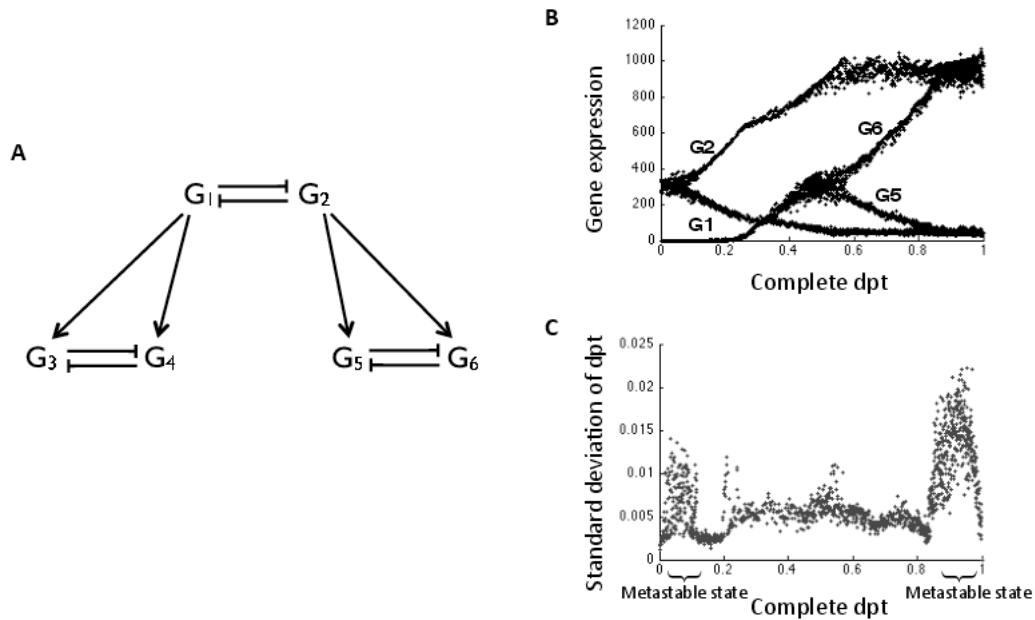 A
G1 G2
G3 G4 G5 G6
B
Gene expression
1200
1000
800
600
400
200
0
G2
G1
G6
G5
0 0.2 0.4 0.6 0.8 1
Complete dpt
C
Standard deviation of dpt
0.025
0.02
0.015
0.01
0.005
0
0 0.2 0.4 0.6 0.8 1
Metastable state Metastable state
Complete dpt